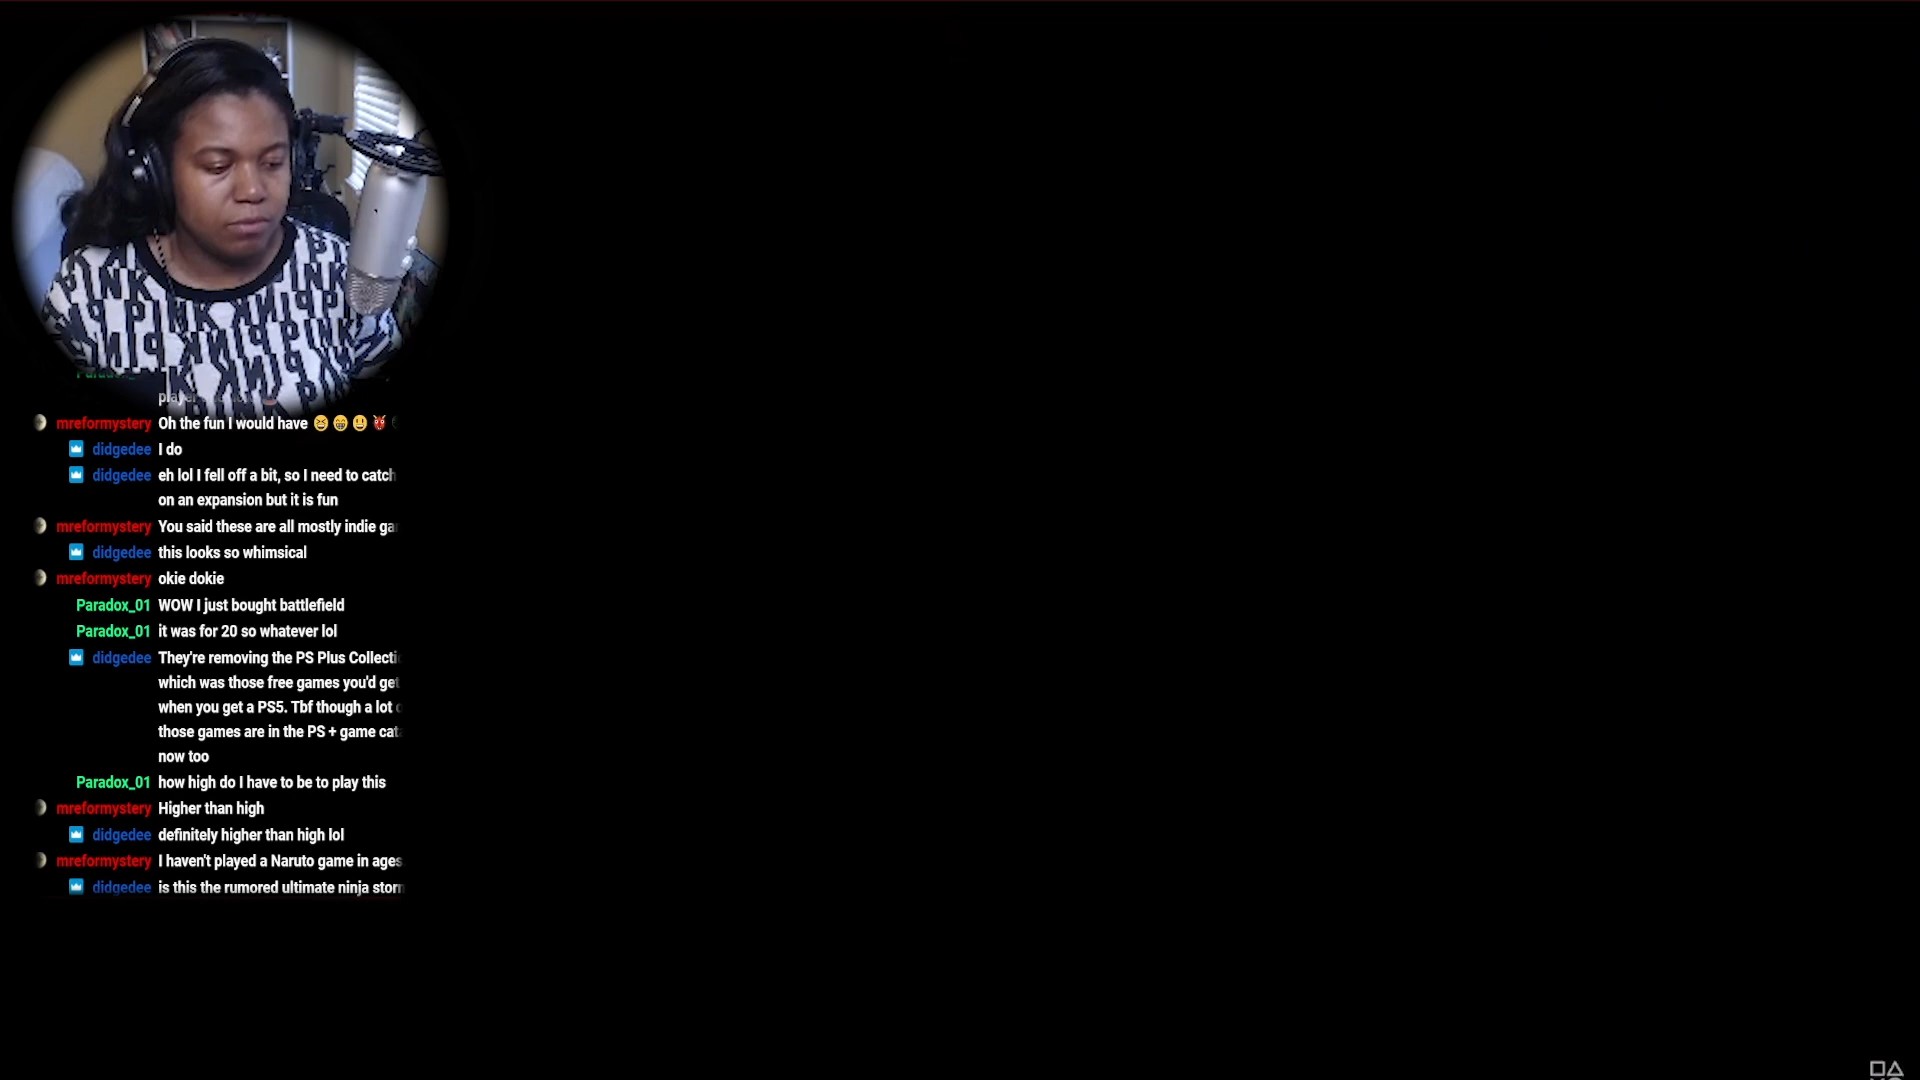 PINK PINK PINK
player
mreformystery Oh the fun I would have 😆 😁 😃 👹
didgedee I do
didgedee eh lol I fell off a bit, so I need to catch
on an expansion but it is fun
mreformystery You said these are all mostly indie
didgedee this looks so whimsical
mreformystery okie dokie
Paradox_01 WOW I just bought battlefield
Paradox_01 it was for 20 so whatever lol
didgedee They're removing the PS Plus
which was those free games you'd get
when you get a PS5. Tbf though a lot
those games are in the PS + game
now too
Paradox_01 how high do I have to be to play this
mreformystery Higher than high
didgedee definitely higher than high lol
mreformystery I haven't played a Naruto game in ages
didgedee is this the rumored ultimate ninja